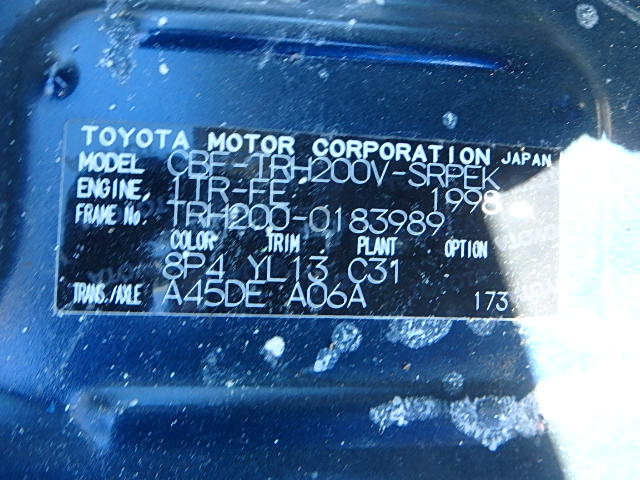 TOYOTA MOTOR CORPORATION JAPAN
MODEL CBF-TRH200V-SRPEK
ENGINE 1TR-FE 1998
FRAME No. TRH200-0183989
COLOR TRIM PLANT OPTION
8P4 YL13 C31
TRANS./AXLE A45DE A06A 173